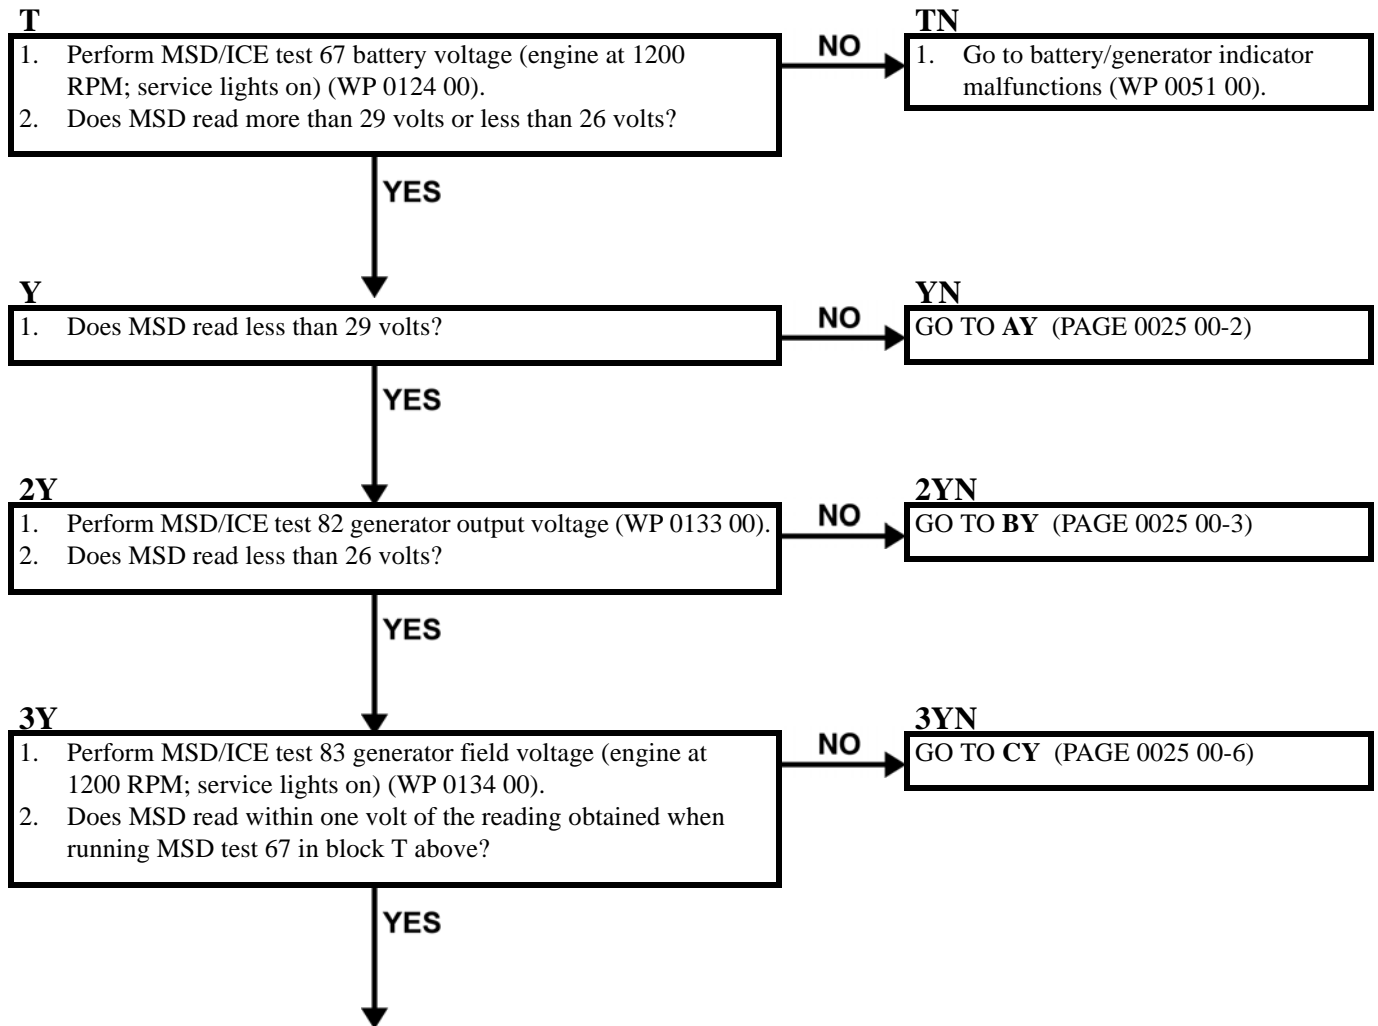 T
1. Perform MSD/ICE test 67 battery voltage (engine at 1200
RPM; service lights on) (WP 0124 00).
2. Does MSD read more than 29 volts or less than 26 volts?
NO
TN
1. Go to battery/generator indicator
malfunctions (WP 0051 00).
YES
Y
1. Does MSD read less than 29 volts?
NO
YN
GO TO AY (PAGE 0025 00-2)
YES
2Y
1. Perform MSD/ICE test 82 generator output voltage (WP 0133 00).
2. Does MSD read less than 26 volts?
NO
2YN
GO TO BY (PAGE 0025 00-3)
YES
3Y
1. Perform MSD/ICE test 83 generator field voltage (engine at
1200 RPM; service lights on) (WP 0134 00).
2. Does MSD read within one volt of the reading obtained when
running MSD test 67 in block T above?
NO
3YN
GO TO CY (PAGE 0025 00-6)
YES